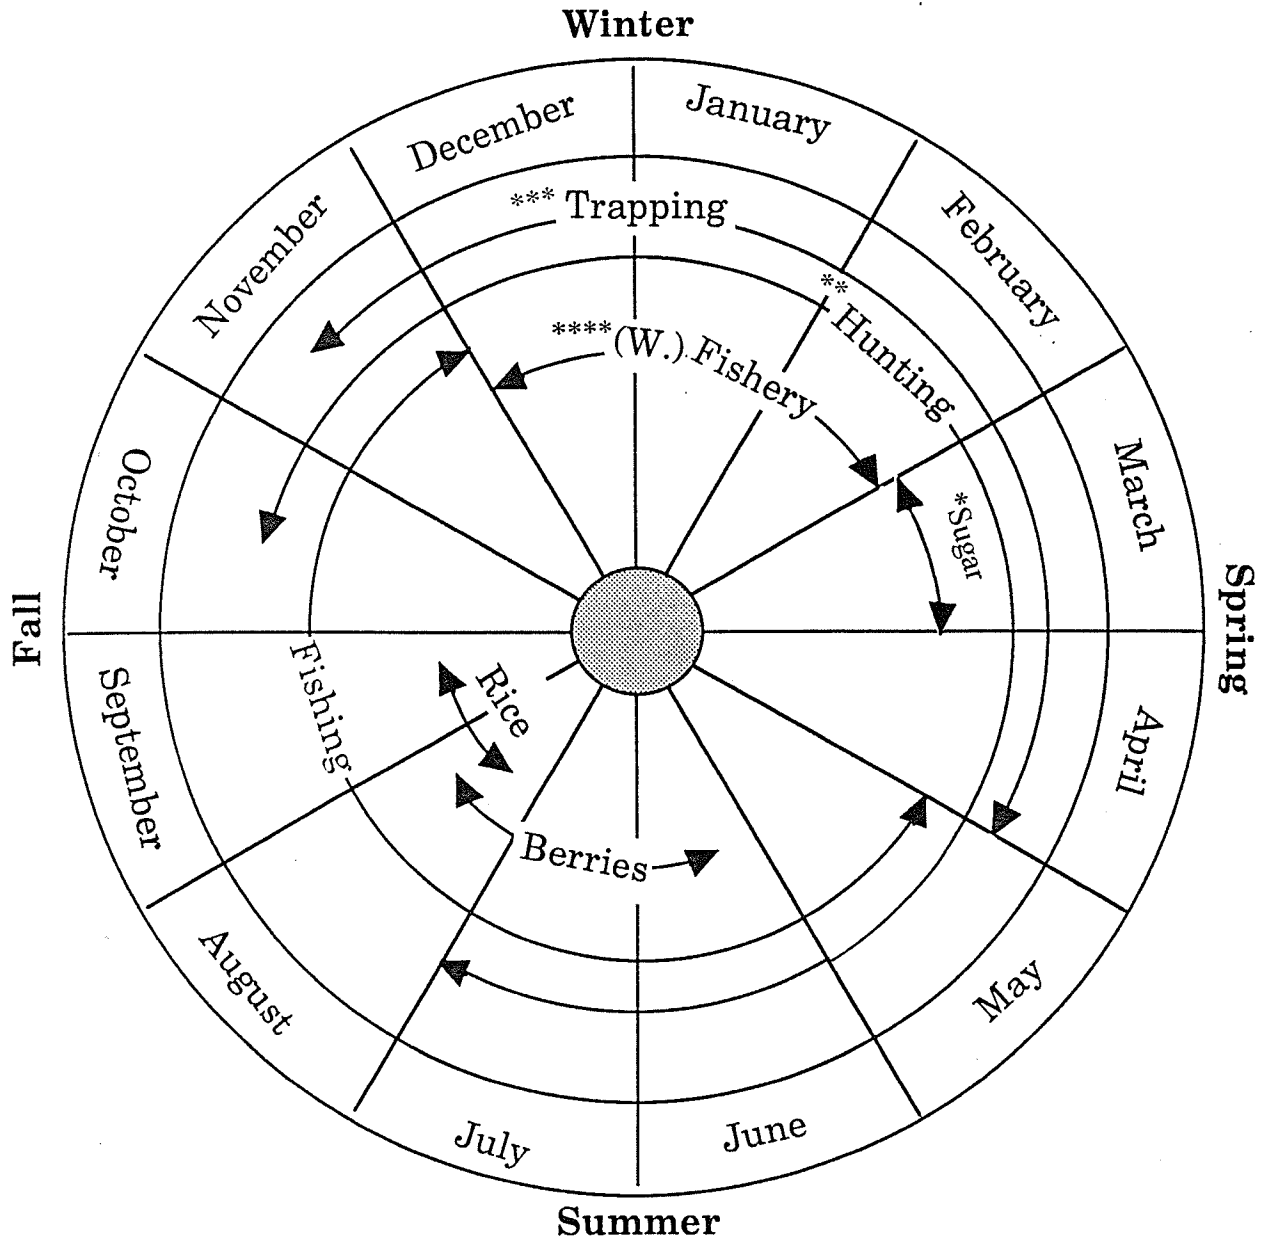 Winter
December
January
November
February
*** Trapping
** Hunting
**** (W.) Fishery
October
March
*Sugar
Fall
Spring
Fishing
Rice
September
April
Berries
August
May
July
June
Summer